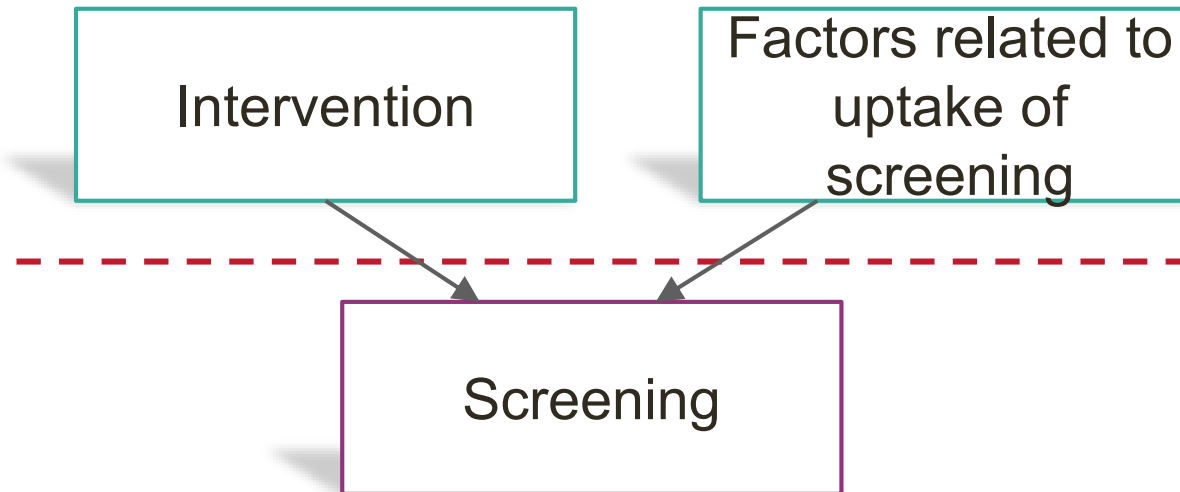 Intervention
Factors related to
uptake of
screening
Screening